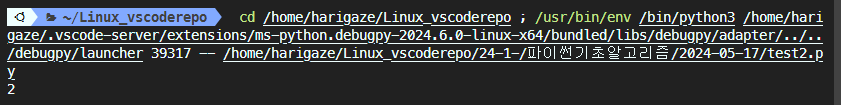 ~/Linux_vscoderepo cd /home/harigaze/Linux_vscoderepo ; /usr/bin/env /bin/python3 /home/hari
gaze/.vscode-server/extensions/ms-python.debugpy-2024.6.0-linux-x64/bundled/libs/debugpy/adapter/../..
/debugpy/launcher 39317 -- /home/harigaze/Linux_vscoderepo/24-1-/파이썬기초알고리즘/2024-05-17/test2.p
y
2